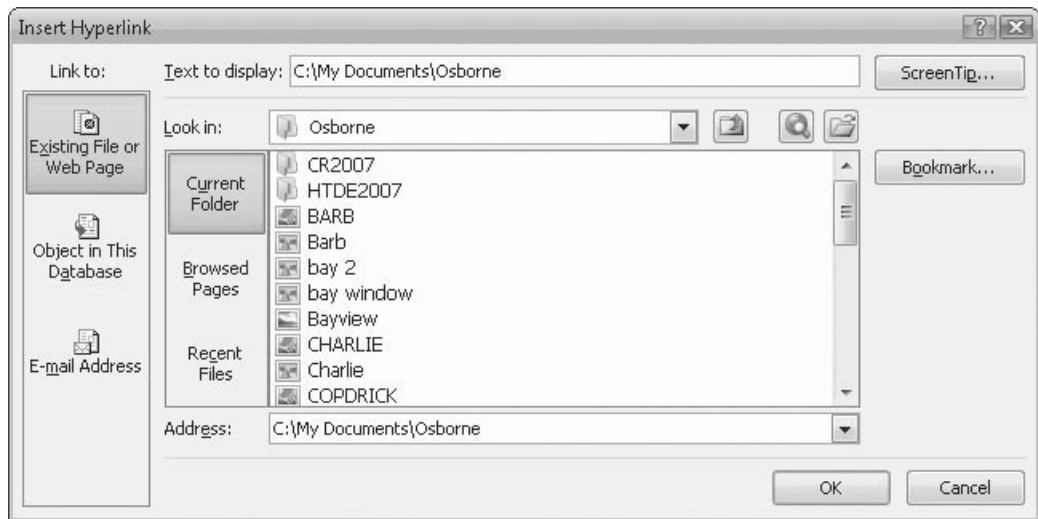 Insert Hyperlink
Link to:
Text to display: C:\My Documents\Osborne
ScreenTip...
Existing File or
Web Page
Object in This
Database
E-mail Address
Look in:
Osborne
Current
Folder
Browsed
Pages
Recent
Files
CR2007
HTDE2007
BARB
Barb
bay 2
bay window
Bayview
CHARLIE
Charlie
COPDRICK
Bookmark...
Address: C:\My Documents\Osborne
OK
Cancel